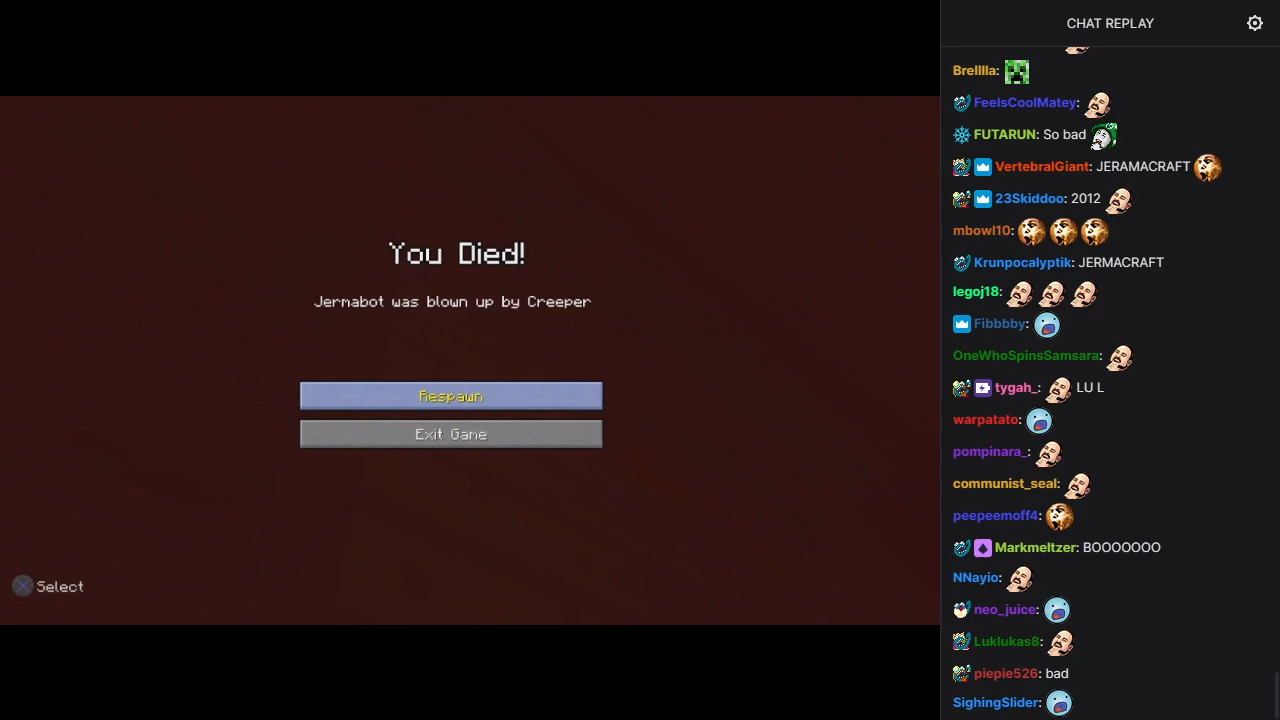 You Died!
Jermabot was blown up by Creeper
Respawn
Exit Game
Select
CHAT REPLAY
Brelllla:
FeelsCoolMatey:
FUTARUN: So bad
VertebralGiant: JERAMACRAFT
23Skiddoo: 2012
mbowl10:
Krunpocalyptik: JERMACRAFT
legoj18:
Fibbbby:
OneWhoSpinsSamsara:
tygah_: LU L
warpatato:
pompinara_:
communist_seal:
peepeemoff4:
Markmeltzer: BOOOOOOO
NNayio:
neo_juice:
Luklukas8:
piepie526: bad
SighingSlider: